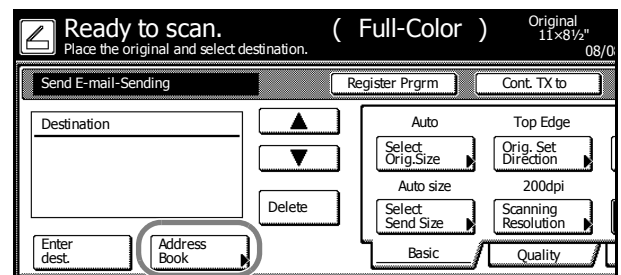 Ready to scan. ( Full-Color ) Original
Place the original and select destination. 11×8½"
08/0
Send E-mail-Sending Register Prgrm Cont. TX to
Destination Auto Top Edge
Select Orig. Set
Orig.Size Direction
Auto size 200dpi
Delete Select Scanning
Send Size Resolution
Enter Address
dest. Book Basic Quality